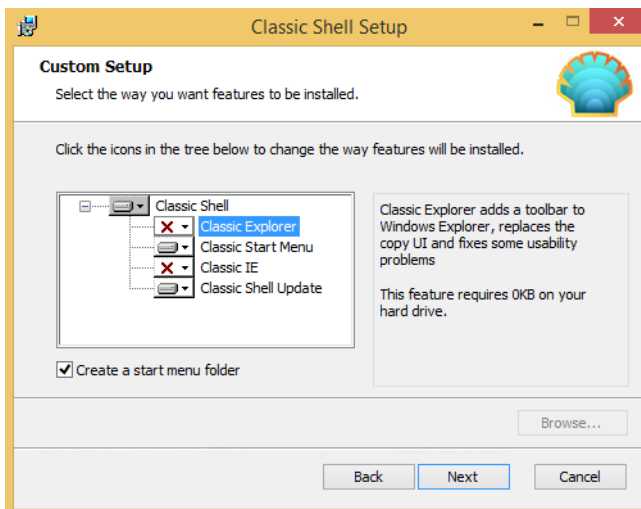 Classic Shell Setup
Custom Setup
Select the way you want features to be installed.
Click the icons in the tree below to change the way features will be installed.
Classic Shell
Classic Explorer
Classic Start Menu
Classic IE
Classic Shell Update
Classic Explorer adds a toolbar to
Windows Explorer, replaces the
copy UI and fixes some usability
problems
This feature requires 0KB on your
hard drive.
Create a start menu folder
Browse...
Back
Next
Cancel